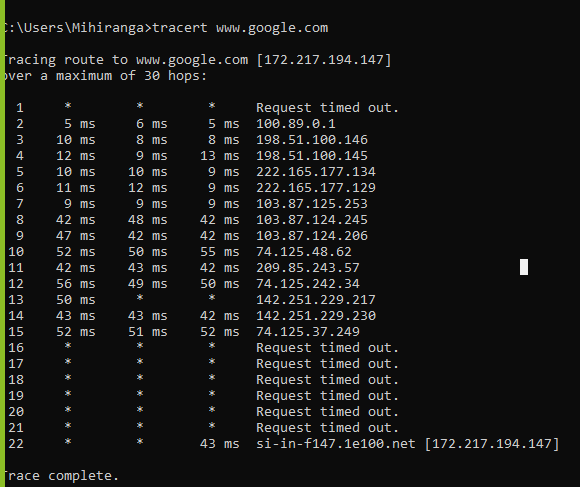 C:\Users\Mihiranga>tracert www.google.com
Tracing route to www.google.com [172.217.194.147]
over a maximum of 30 hops:
1 * * * Request timed out.
2 5 ms 6 ms 5 ms 100.89.0.1
3 10 ms 8 ms 8 ms 198.51.100.146
4 12 ms 9 ms 13 ms 198.51.100.145
5 10 ms 10 ms 9 ms 222.165.177.134
6 11 ms 12 ms 9 ms 222.165.177.129
7 9 ms 9 ms 9 ms 103.87.125.253
8 42 ms 48 ms 42 ms 103.87.124.245
9 47 ms 42 ms 42 ms 103.87.124.206
10 52 ms 50 ms 55 ms 74.125.48.62
11 42 ms 43 ms 42 ms 209.85.243.57
12 56 ms 49 ms 50 ms 74.125.242.34
13 50 ms * * 142.251.229.217
14 43 ms 43 ms 42 ms 142.251.229.230
15 52 ms 51 ms 52 ms 74.125.37.249
16 * * * Request timed out.
17 * * * Request timed out.
18 * * * Request timed out.
19 * * * Request timed out.
20 * * * Request timed out.
21 * * * Request timed out.
22 * * 43 ms si-in-f147.1e100.net [172.217.194.147]
Trace complete.